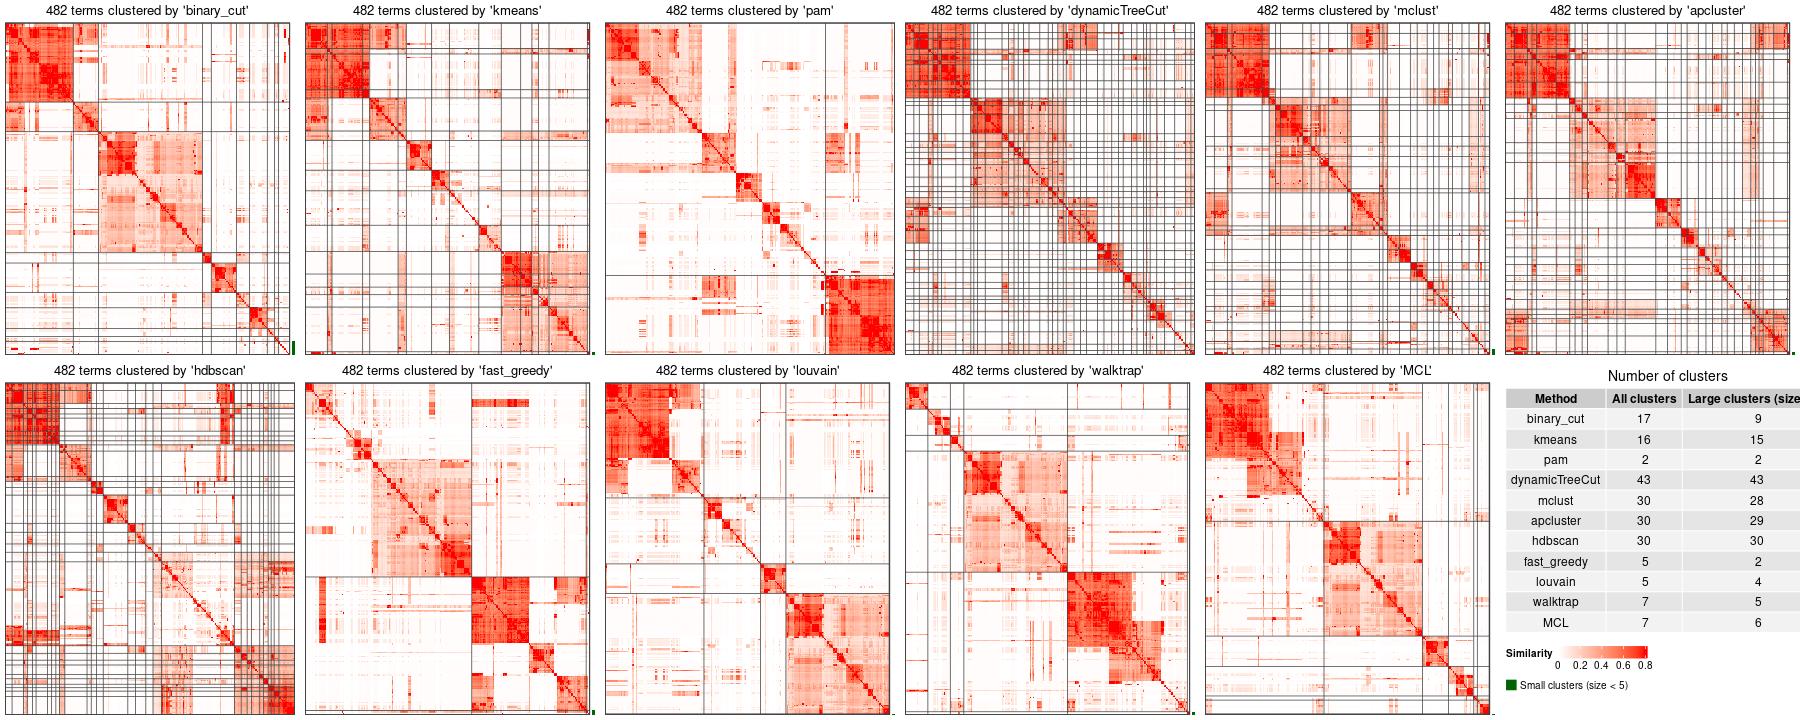 482 terms clustered by 'binary_cut'
482 terms clustered by 'kmeans'
482 terms clustered by 'pam'
482 terms clustered by 'dynamicTreeCut'
482 terms clustered by 'mclust'
482 terms clustered by 'apcluster'
482 terms clustered by 'hdbscan'
482 terms clustered by 'fast_greedy'
482 terms clustered by 'louvain'
482 terms clustered by 'walktrap'
482 terms clustered by 'MCL'
Number of clusters
Method All clusters Large clusters (size
binary_cut 17 9
kmeans 16 15
pam 2 2
dynamicTreeCut 43 43
mclust 30 28
apcluster 30 29
hdbscan 30 30
fast_greedy 5 2
louvain 5 4
walktrap 7 5
MCL 7 6
Similarity
0 0.2 0.4 0.6 0.8
Small clusters (size < 5)